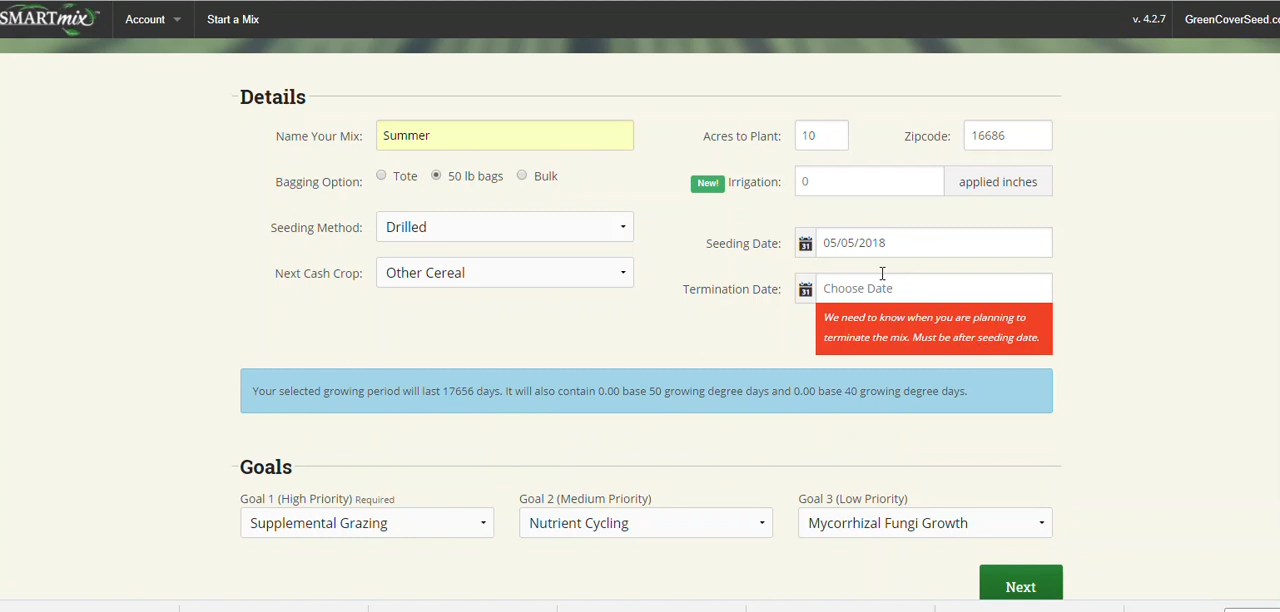 SMARTmix™ Account Start a Mix v. 4.2.7 GreenCoverSeed.co
Details
Name Your Mix: Summer Acres to Plant: 10 Zipcode: 16686
Bagging Option: Tote 50 lb bags Bulk New! Irrigation: 0 applied inches
Seeding Method: Drilled Seeding Date: 31 05/05/2018
Next Cash Crop: Other Cereal Termination Date: 31 Choose Date
We need to know when you are planning to
terminate the mix. Must be after seeding date.
Your selected growing period will last 17656 days. It will also contain 0.00 base 50 growing degree days and 0.00 base 40 growing degree days.
Goals
Goal 1 (High Priority) Required Goal 2 (Medium Priority) Goal 3 (Low Priority)
Supplemental Grazing Nutrient Cycling Mycorrhizal Fungi Growth
Next